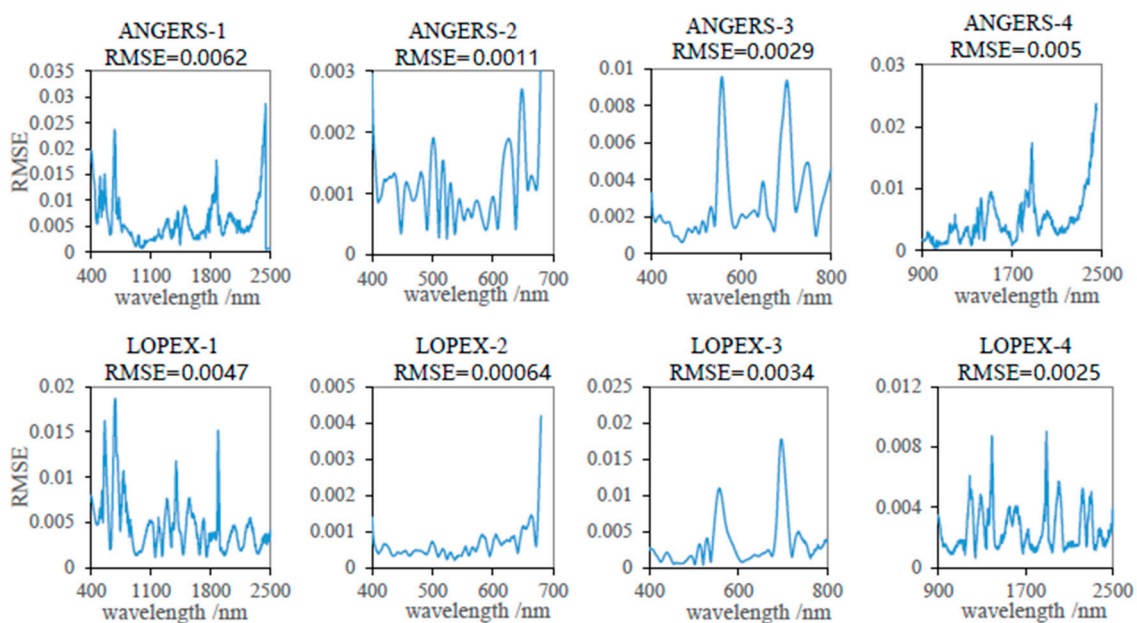 ANGERS-1
RMSE=0.0062
ANGERS-2
RMSE=0.0011
ANGERS-3
RMSE=0.0029
ANGERS-4
RMSE=0.005
RMSE
0.035
0.03
0.025
0.02
0.015
0.01
0.005
0
400 1100 1800 2500
wavelength /nm
0.003
0.002
0.001
0
400 500 600 700
wavelength /nm
0.01
0.008
0.006
0.004
0.002
0
400 600 800
wavelength /nm
0.03
0.02
0.01
0
900 1700 2500
wavelength /nm
LOPEX-1
RMSE=0.0047
LOPEX-2
RMSE=0.00064
LOPEX-3
RMSE=0.0034
LOPEX-4
RMSE=0.0025
RMSE
0.02
0.015
0.01
0.005
0
400 1100 1800 2500
wavelength /nm
0.005
0.004
0.003
0.002
0.001
0
400 500 600 700
wavelength /nm
0.025
0.02
0.015
0.01
0.005
0
400 600 800
wavelength /nm
0.012
0.008
0.004
0
900 1700 2500
wavelength /nm